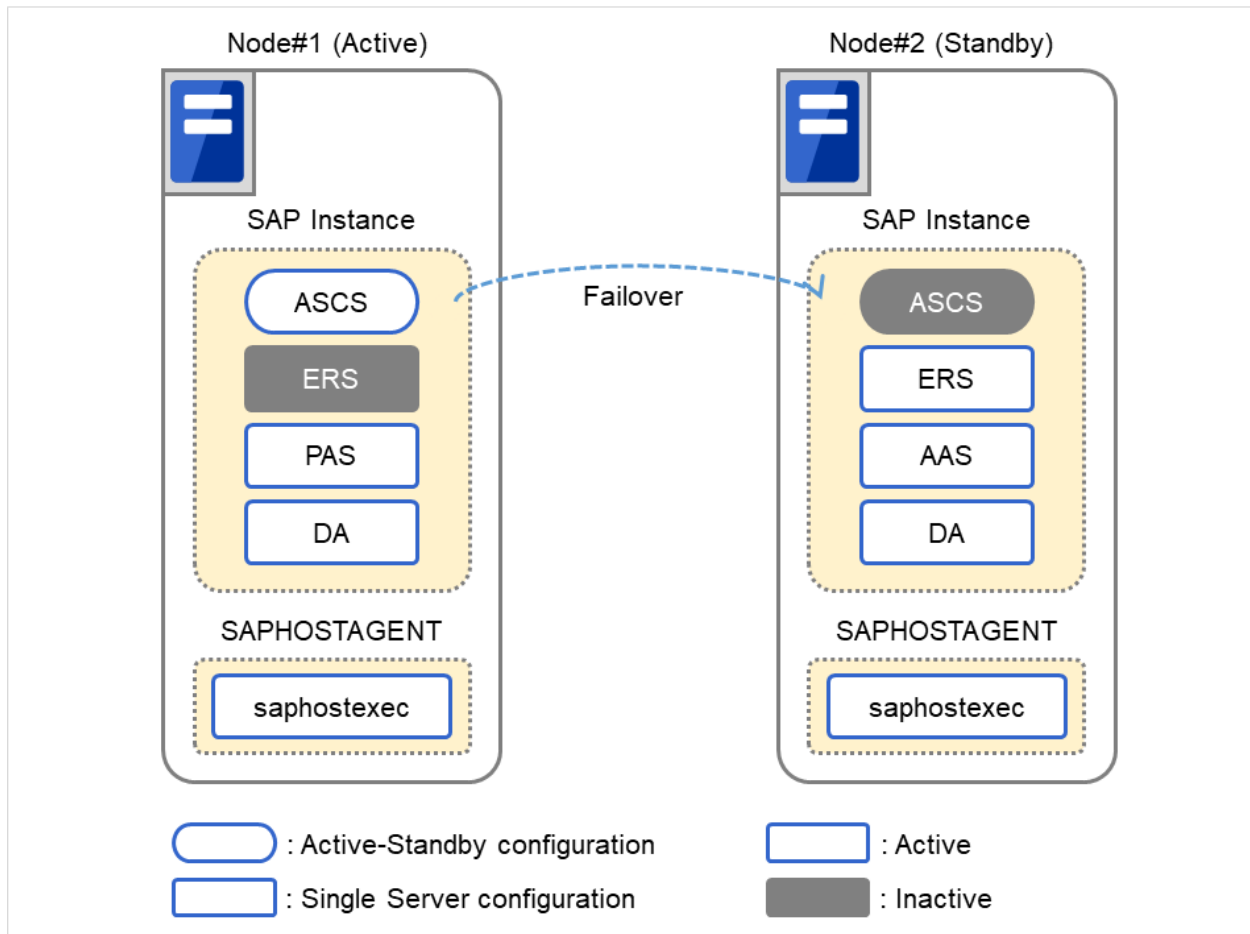 Node#1 (Active)
Node#2 (Standby)
SAP Instance
SAP Instance
ASCS
Failover
ASCS
ERS
ERS
PAS
AAS
DA
DA
SAPHOSTAGENT
SAPHOSTAGENT
saphostexec
saphostexec
: Active-Standby configuration
: Active
: Single Server configuration
: Inactive